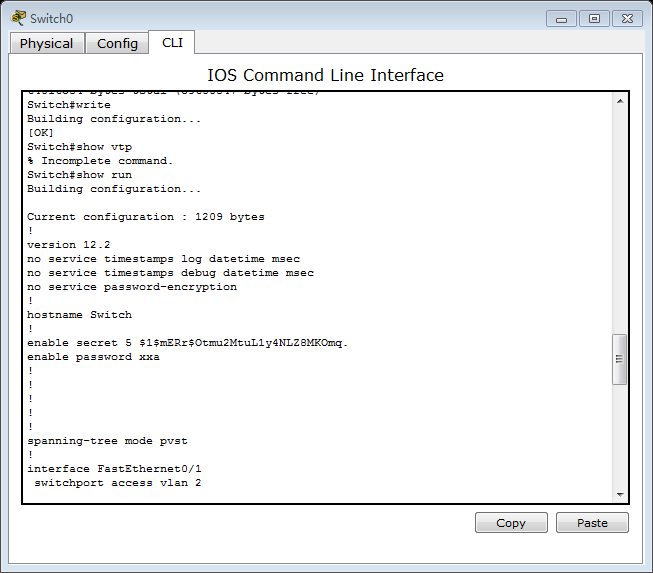 Switch0
Physical Config CLI
IOS Command Line Interface
Switch#write
Building configuration...
[OK]
Switch#show vtp
% Incomplete command.
Switch#show run
Building configuration...
Current configuration : 1209 bytes
!
version 12.2
no service timestamps log datetime msec
no service timestamps debug datetime msec
no service password-encryption
!
hostname Switch
!
enable secret 5 $1$mERr$Otmu2MtuL1y4NLZ8MKOmq.
enable password xxa
!
!
!
!
!
spanning-tree mode pvst
!
interface FastEthernet0/1
switchport access vlan 2
Copy Paste